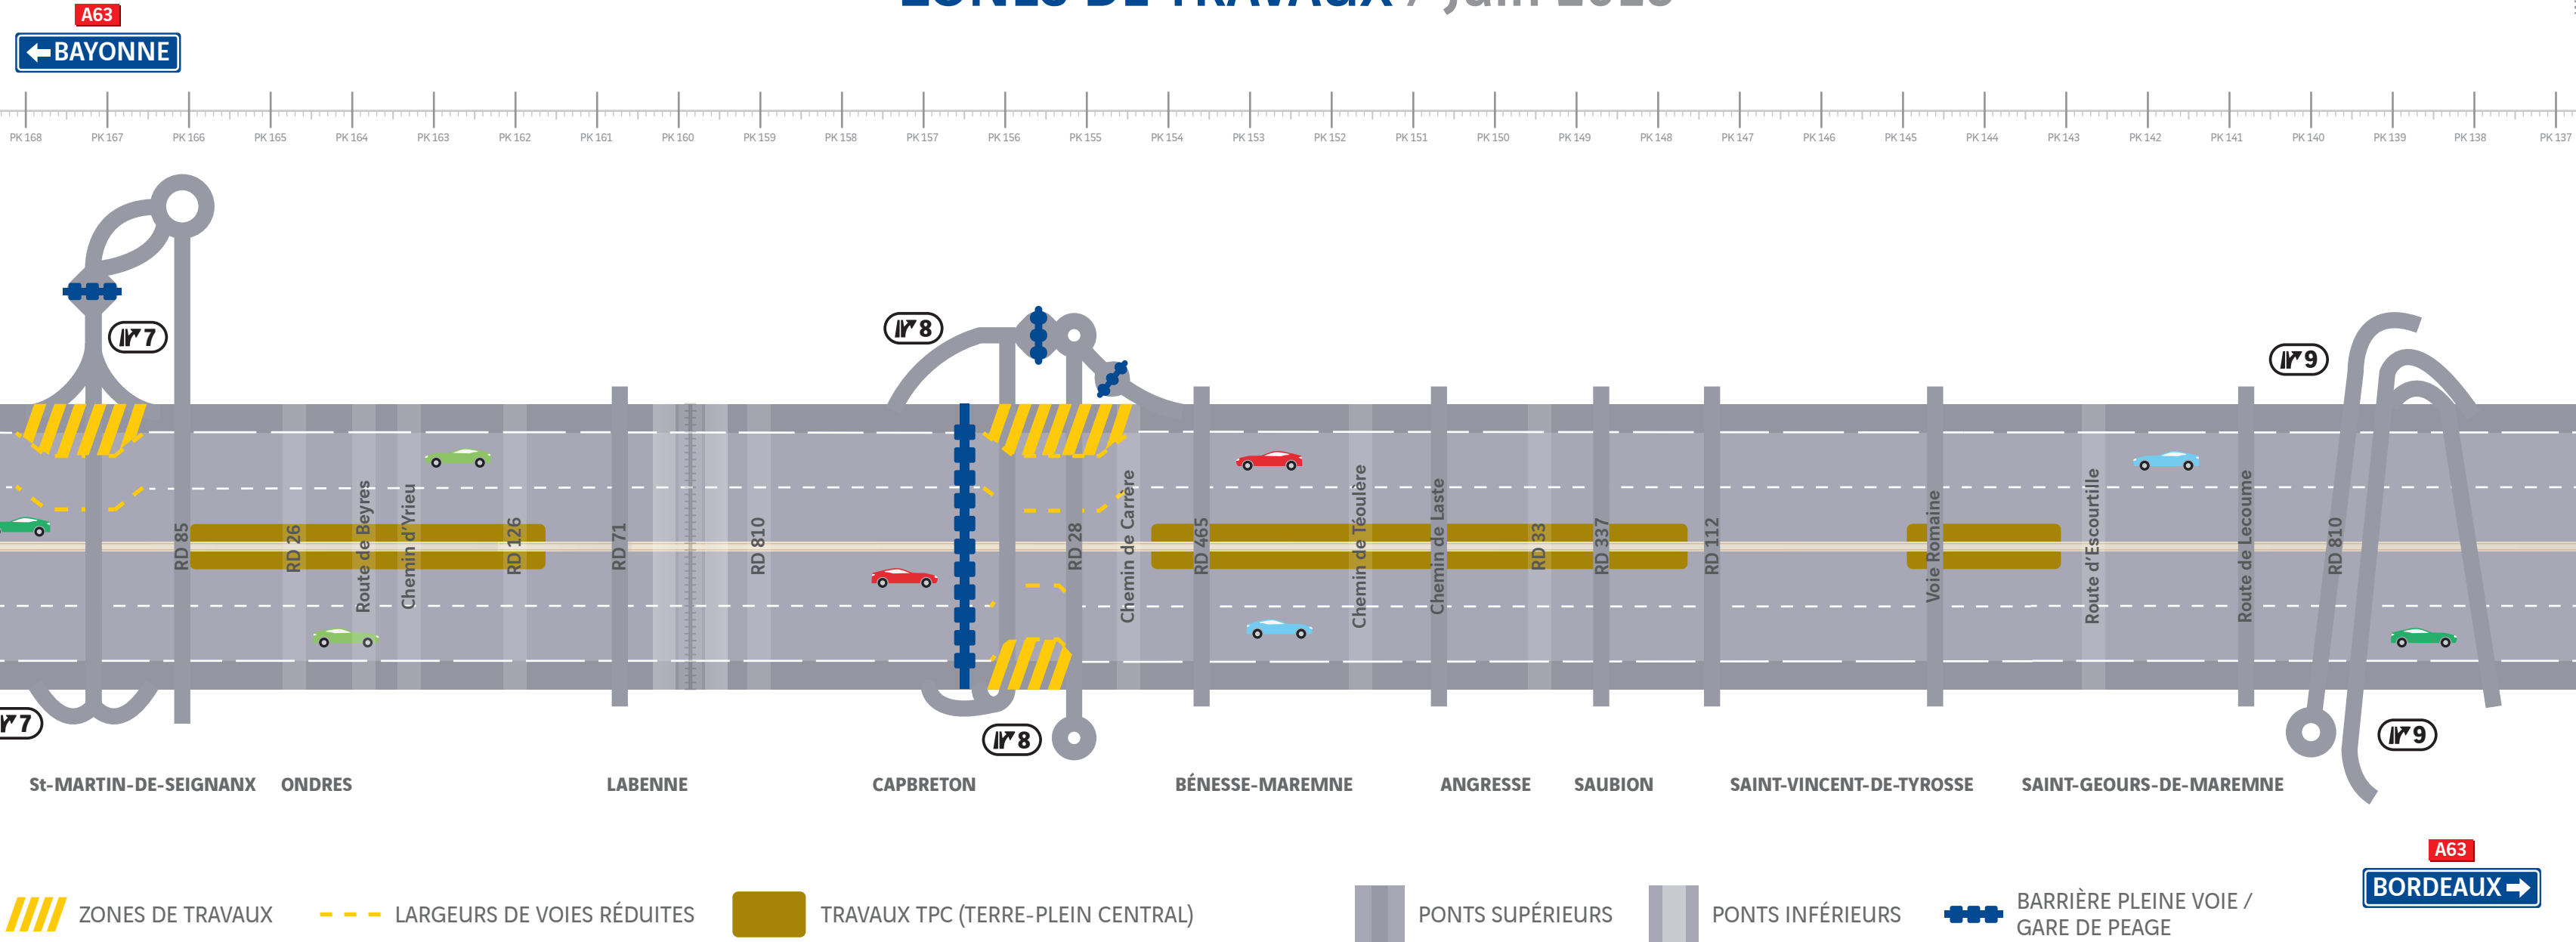 ZONES DE TRAVAUX / Juin 2013
A63
BAYONNE
PK 168 PK 167 PK 166 PK 165 PK 164 PK 163 PK 162 PK 161 PK 160 PK 159 PK 158 PK 157 PK 156 PK 155 PK 154 PK 153 PK 152 PK 151 PK 150 PK 149 PK 148 PK 147 PK 146 PK 145 PK 144 PK 143 PK 142 PK 141 PK 140 PK 139 PK 138 PK 137
7
8
9
RD 85
RD 26
Route de Beyres
Chemin d'Yrieu
RD 126
RD 71
RD 810
RD 28
Chemin de Carrère
RD 465
Chemin de Téoulère
Chemin de Laste
RD 33
RD 337
RD 112
Voie Romaine
Route d'Escourtille
Route de Lecoume
RD 810
7
8
9
St-MARTIN-DE-SEIGNANX ONDRES LABENNE CAPBRETON BÉNESSE-MAREMNE ANGRESSE SAUBION SAINT-VINCENT-DE-TYROSSE SAINT-GEOURS-DE-MAREMNE
A63
BORDEAUX
ZONES DE TRAVAUX
LARGEURS DE VOIES RÉDUITES
TRAVAUX TPC (TERRE-PLEIN CENTRAL)
PONTS SUPÉRIEURS
PONTS INFÉRIEURS
BARRIÈRE PLEINE VOIE /
GARE DE PEAGE